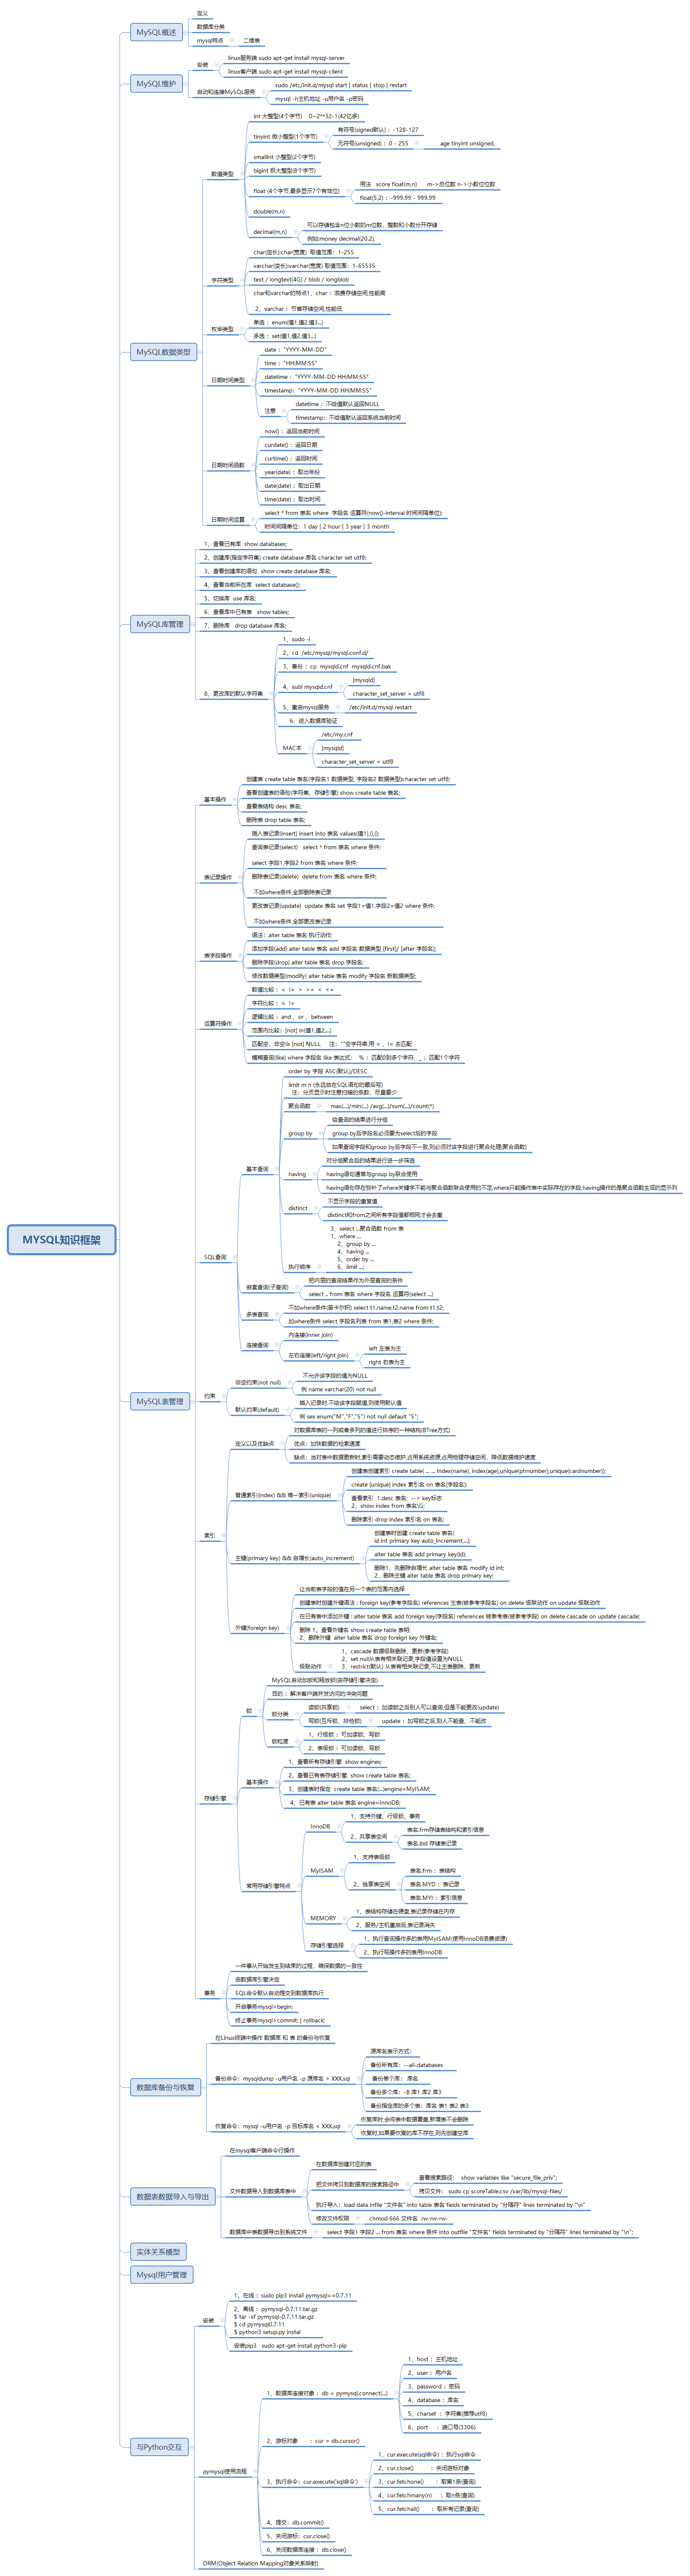 MYSQL知识框架
MySQL概述
定义
数据库分类
mysql特点
二维表
MySQL维护
安装
linux服务端 sudo apt-get install mysql-server
linux客户端 sudo apt-get install mysql-client
启动和连接MySQL服务
sudo /etc/init.d/mysql start | status | stop | restart
mysql -h主机地址 -u用户名 -p密码
MySQL数据类型
数值类型
int 大整型(4个字节) 0~2**32-1(42亿多)
tinyint 微小整型(1个字节)
有符号(signed默认)：-128-127
无符号(unsigned)：0 - 255
age tinyint unsigned;
smallint 小整型(2个字节)
bigint 极大整型(8个字节)
float (4个字节,最多显示7个有效位)
用法 score float(m,n) m->总位数 n->小数位位数
float(5,2)：-999.99 - 999.99
double(m,n)
decimal(m,n)
可以存储包含n位小数的m位数，整数和小数分开存储
例如:money decimal(20,2),
字符类型
char(定长):char(宽度) 取值范围：1-255
varchar(变长):varchar(宽度) 取值范围：1-65535
text / longtext(4G) / blob / longblob
char和varchar的特点1、char：浪费存储空间,性能高
2、varchar：节省存储空间,性能低
枚举类型
单选：enum(值1,值2,值3...)
多选：set(值1,值2,值3...)
日期时间类型
date："YYYY-MM-DD"
time："HH:MM:SS"
datetime："YYYY-MM-DD HH:MM:SS"
timestamp："YYYY-MM-DD HH:MM:SS"
注意
datetime：不给值默认返回NULL
timestamp：不给值默认返回系统当前时间
日期时间函数
now()：返回当前时间
curdate()：返回日期
curtime()：返回时间
year(date)：取出年份
date(date)：取出日期
time(date)：取出时间
日期时间运算
select * from 表名 where 字段名 运算符(now()-interval 时间间隔单位);
时间间隔单位：1 day | 2 hour | 3 year | 3 month
MySQL库管理
1、查看已有库 show databases;
2、创建库(指定字符集) create database 库名 character set utf8;
3、查看创建库的语句 show create database 库名;
4、查看当前所在库 select database();
5、切换库 use 库名;
6、查看库中已有表 show tables;
7、删除库 drop database 库名;
8、更改库的默认字符集
1、sudo -i
2、cd /etc/mysql/mysql.conf.d/
3、备份：cp mysqld.cnf mysqld.cnf.bak
4、subl mysqld.cnf
[mysqld]
character_set_server = utf8
5、重启mysql服务
/etc/init.d/mysql restart
6、进入数据库验证
MAC本
/etc/my.cnf
[mysqld]
character_set_server = utf8
MySQL表管理
基本操作
创建表 create table 表名(字段名1 数据类型, 字段名2 数据类型)character set utf8;
查看创建表的语句(字符集、存储引擎) show create table 表名;
查看表结构 desc 表名;
删除表 drop table 表名;
表记录操作
插入表记录(insert) insert into 表名 values(值1),(),();
查询表记录(select) select * from 表名 where 条件;
select 字段1,字段2 from 表名 where 条件;
删除表记录(delete) delete from 表名 where 条件;
不加where条件,全部删除表记录
更改表记录(update) update 表名 set 字段1=值1,字段2=值2 where 条件;
不加where条件,全部更改表记录
表字段操作
语法：alter table 表名 执行动作;
添加字段(add) alter table 表名 add 字段名 数据类型 [first]/ [after 字段名];
删除字段(drop) alter table 表名 drop 字段名;
修改数据类型(modify) alter table 表名 modify 字段名 新数据类型;
运算符操作
数值比较：= != > >= < <=
字符比较：= !=
逻辑比较：and 、or 、between
范围内比较：[not] in(值1,值2,...)
匹配空、非空:is [not] NULL 注：""空字符串,用 = 、!= 去匹配
模糊查询(like) where 字段名 like 表达式； %：匹配0到多个字符、_：匹配1个字符
SQL查询
基本查询
order by 字段 ASC(默认)/DESC
limit m n (永远放在SQL语句的最后写)
注：分页显示时注意扫描的条数，尽量要少
聚合函数
max(...)/min(...) /avg(...)/sum(...)/count(*)
group by
给查询的结果进行分组
group by后字段名必须要为select后的字段
如果查询字段和group by后字段不一致,则必须对该字段进行聚合处理(聚合函数)
having
对分组聚合后的结果进行进一步筛选
having语句通常与group by联合使用
having语句存在弥补了where关键字不能与聚合函数联合使用的不足,where只能操作表中实际存在的字段,having操作的是聚合函数生成的显示列
distinct
不显示字段的重复值
distinct和from之间所有字段值都相同才会去重
执行顺序
3、select ...聚合函数 from 表
1、where ...
2、group by ...
4、having ...
5、order by ...
6、limit ...;
嵌套查询(子查询)
把内层的查询结果作为外层查询的条件
select .. from 表名 where 字段名 运算符(select ...)
多表查询
不加where条件(笛卡尔积) select t1.name,t2.name from t1,t2;
加where条件 select 字段名列表 from 表1,表2 where 条件;
连接查询
内连接(inner join)
左右连接(left/right join)
left 左表为主
right 右表为主
约束
非空约束(not null)
不允许该字段的值为NULL
例 name varchar(20) not null
默认约束(default)
插入记录时,不给该字段赋值,则使用默认值
例 sex enum("M","F","S") not null default "S";
索引
定义以及优缺点
对数据库表的一列或者多列的值进行排序的一种结构(BTree方式)
优点：加快数据的检索速度
缺点：当对表中数据更新时,索引需要动态维护,占用系统资源,占用物理存储空间、降低数据维护速度
普通索引(index) && 唯一索引(unique)
创建表创建索引 create table( ... ... index(name), index(age),unique(phnumber),unique(cardnumber));
create [unique] index 索引名 on 表名(字段名);
查看索引 1.desc 表名; --> key标志
2、show index from 表名\G;
删除索引 drop index 索引名 on 表名;
主键(primary key) && 自增长(auto_increment)
创建表时创建 create table 表名(
id int primary key auto_increment,...);
alter table 表名 add primary key(id);
删除1、先删除自增长 alter table 表名 modify id int;
2、删除主键 alter table 表名 drop primary key;
外键(foreign key)
让当前表字段的值在另一个表的范围内选择
创建表时创建外键语法：foreign key(参考字段名) references 主表(被参考字段名) on delete 级联动作 on update 级联动作
在已有表中添加外键：alter table 表名 add foreign key(字段名) references 被参考表(被参考字段) on delete cascade on update cascade;
删除 1、查看外键名 show create table 表明;
2、删除外键 alter table 表名 drop foreign key 外键名;
级联动作
1、cascade 数据级联删除、更新(参考字段)
2、set null从表有相关联记录,字段值设置为NULL
3、restrict(默认) 从表有相关联记录,不让主表删除、更新
存储引擎
锁
MySQL自动加锁和释放锁(由存储引擎决定)
目的：解决客户端并发访问的冲突问题
锁分类
读锁(共享锁)
select：加读锁之后别人可以查询,但是不能更改(update)
写锁(互斥锁、排他锁)
update：加写锁之后,别人不能查、不能改
锁粒度
1、行级锁：可加读锁、写锁
2、表级锁：可加读锁、写锁
基本操作
1、查看所有存储引擎 show engines;
2、查看已有表存储引擎 show create table 表名;
3、创建表时指定 create table 表名(...)engine=MyISAM;
4、已有表 alter table 表名 engine=InnoDB;
常用存储引擎特点
InnoDB
1、支持外键、行级锁、事务
2、共享表空间
表名.frm存储表结构和索引信息
表名.ibd 存储表记录
MyISAM
1、支持表级锁
2、独享表空间
表名.frm：表结构
表名.MYD：表记录
表名.MYI：索引信息
MEMORY
1、表结构存储在硬盘,表记录存储在内存
2、服务/主机重启后,表记录消失
存储引擎选择
1、执行查询操作多的表用MyISAM(使用InnoDB浪费资源)
2、执行写操作多的表用InnoDB
事务
一件事从开始发生到结束的过程、确保数据的一致性
由数据库引擎决定
SQL命令默认自动提交到数据库执行
开启事务mysql>begin;
终止事务mysql>commit; | rollback;
数据库备份与恢复
在Linux终端中操作 数据库 和 表 的备份与恢复
备份命令：mysqldump -u用户名 -p 源库名 > XXX.sql
源库名表示方式：
备份所有库：--all-databases
备份单个库： 库名
备份多个库：-B 库1 库2 库3
备份指定库的多个表：库名 表1 表2 表3
恢复命令：mysql -u用户名 -p 目标库名 < XXX.sql
恢复库时,会将表中数据覆盖,新增表不会删除
恢复时,如果要恢复的库不存在,则先创建空库
数据表数据导入与导出
在mysql客户端命令行操作
文件数据导入到数据库表中
在数据库创建对应的表
把文件拷贝到数据库的搜索路径中
查看搜索路径： show variables like "secure_file_priv";
拷贝文件： sudo cp scoreTable.csv /var/lib/mysql-files/
执行导入：load data infile "文件名" into table 表名 fields terminated by "分隔符" lines terminated by "\n"
修改文件权限
chmod 666 文件名 rw-rw-rw-
数据库中表数据导出到系统文件
select 字段1 字段2 ... from 表名 where 条件 into outfile "文件名" fields terminated by "分隔符" lines terminated by "\n";
实体关系模型
Mysql用户管理
与Python交互
安装
1、在线：sudo pip3 install pymysql==0.7.11
2、离线：pymysql-0.7.11.tar.gz
$ tar -xf pymysql-0.7.11.tar.gz
$ cd pymysql0.7.11
$ python3 setup.py instal
安装pip3 sudo apt-get install python3-pip
pymysql使用流程
1、数据库连接对象：db = pymysql.connect(...)
1、host：主机地址
2、user：用户名
3、password：密码
4、database：库名
5、charset ：字符集(推荐utf8)
6、port ：端口号(3306)
2、游标对象 ：cur = db.cursor()
3、执行命令：cur.execute('sql命令')
1、cur.execute(sql命令)：执行sql命令
2、cur.close() ：关闭游标对象
3、cur.fetchone() ：取第1条(查询)
4、cur.fetchmany(n) ：取n条(查询)
5、cur.fetchall() ：取所有记录(查询)
4、提交：db.commit()
5、关闭游标：cur.close()
6、关闭数据库连接：db.close()
ORM(Object Relation Mapping对象关系映射)